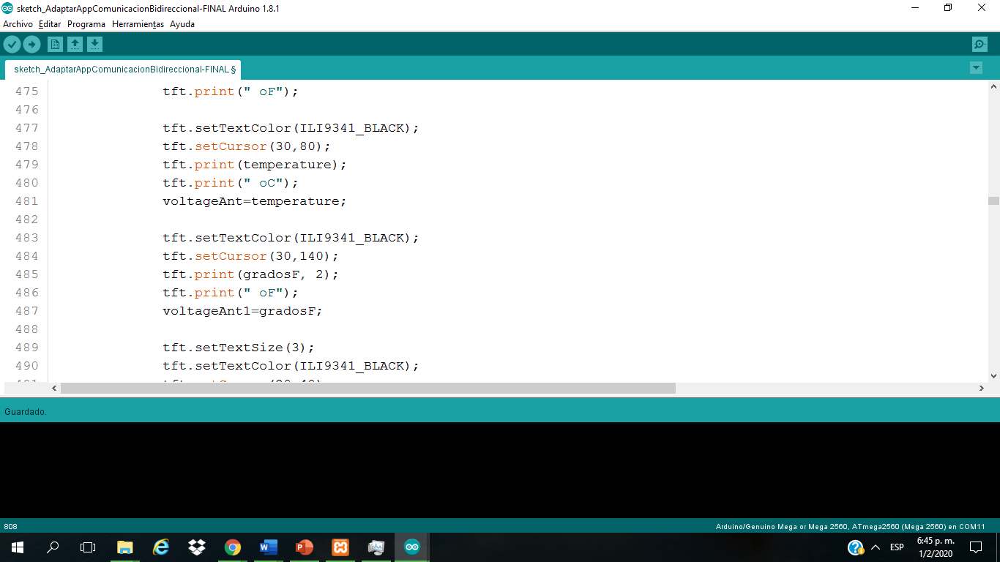 sketch_AdaptarAppComunicacionBidireccional-FINAL Arduino 1.8.1
Archivo Editar Programa Herramientas Ayuda
sketch_AdaptarAppComunicacionBidireccional-FINAL §
475 tft.print(" oF");
476
477 tft.setTextColor(ILI9341_BLACK);
478 tft.setCursor(30,80);
479 tft.print(temperature);
480 tft.print(" oC");
481 voltageAnt=temperature;
482
483 tft.setTextColor(ILI9341_BLACK);
484 tft.setCursor(30,140);
485 tft.print(gradosF, 2);
486 tft.print(" oF");
487 voltageAnt1=gradosF;
488
489 tft.setTextSize(3);
490 tft.setTextColor(ILI9341_BLACK);
Guardado.
808 Arduino/Genuino Mega or Mega 2560, ATmega2560 (Mega 2560) en COM11
ESP
6:45 p. m.
1/2/2020